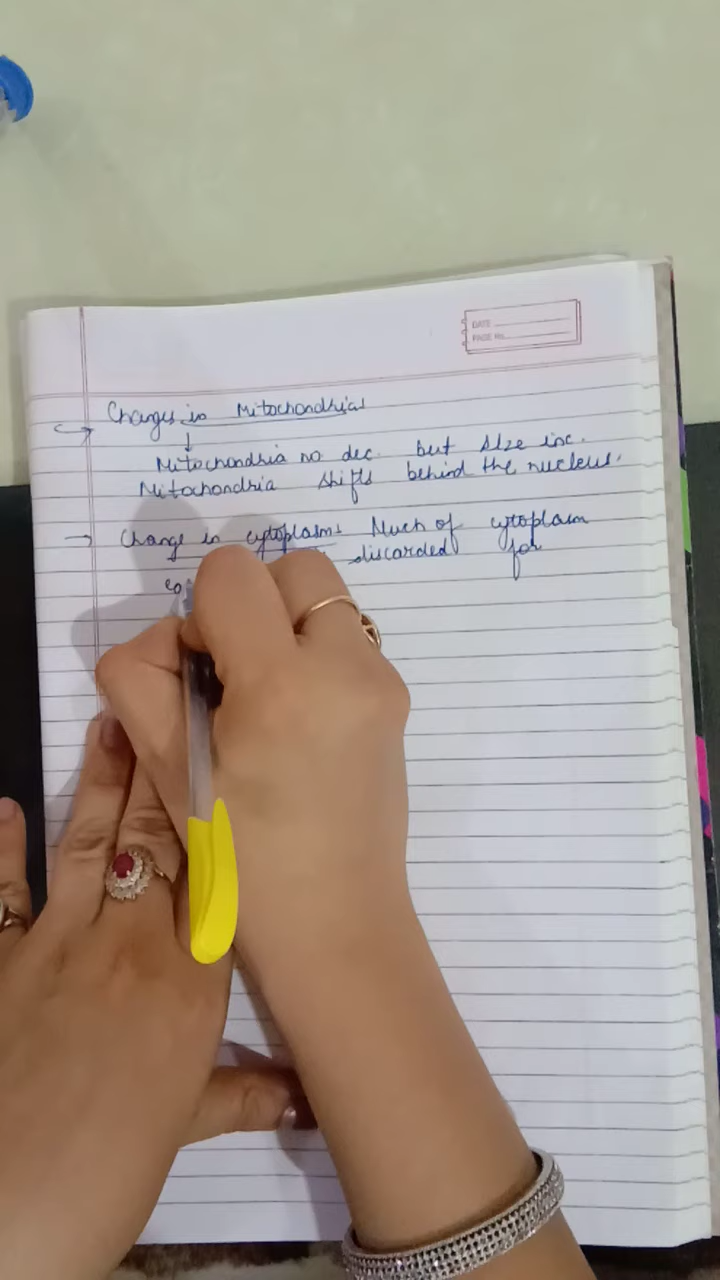 DATE
PAGE No.
Changes in Mitochondrias
Mitochondria no dec. but size inc.
Mitochondria shifts behind the nucleus.
Change in cytoplasm: Much of cytoplasm
discarded for